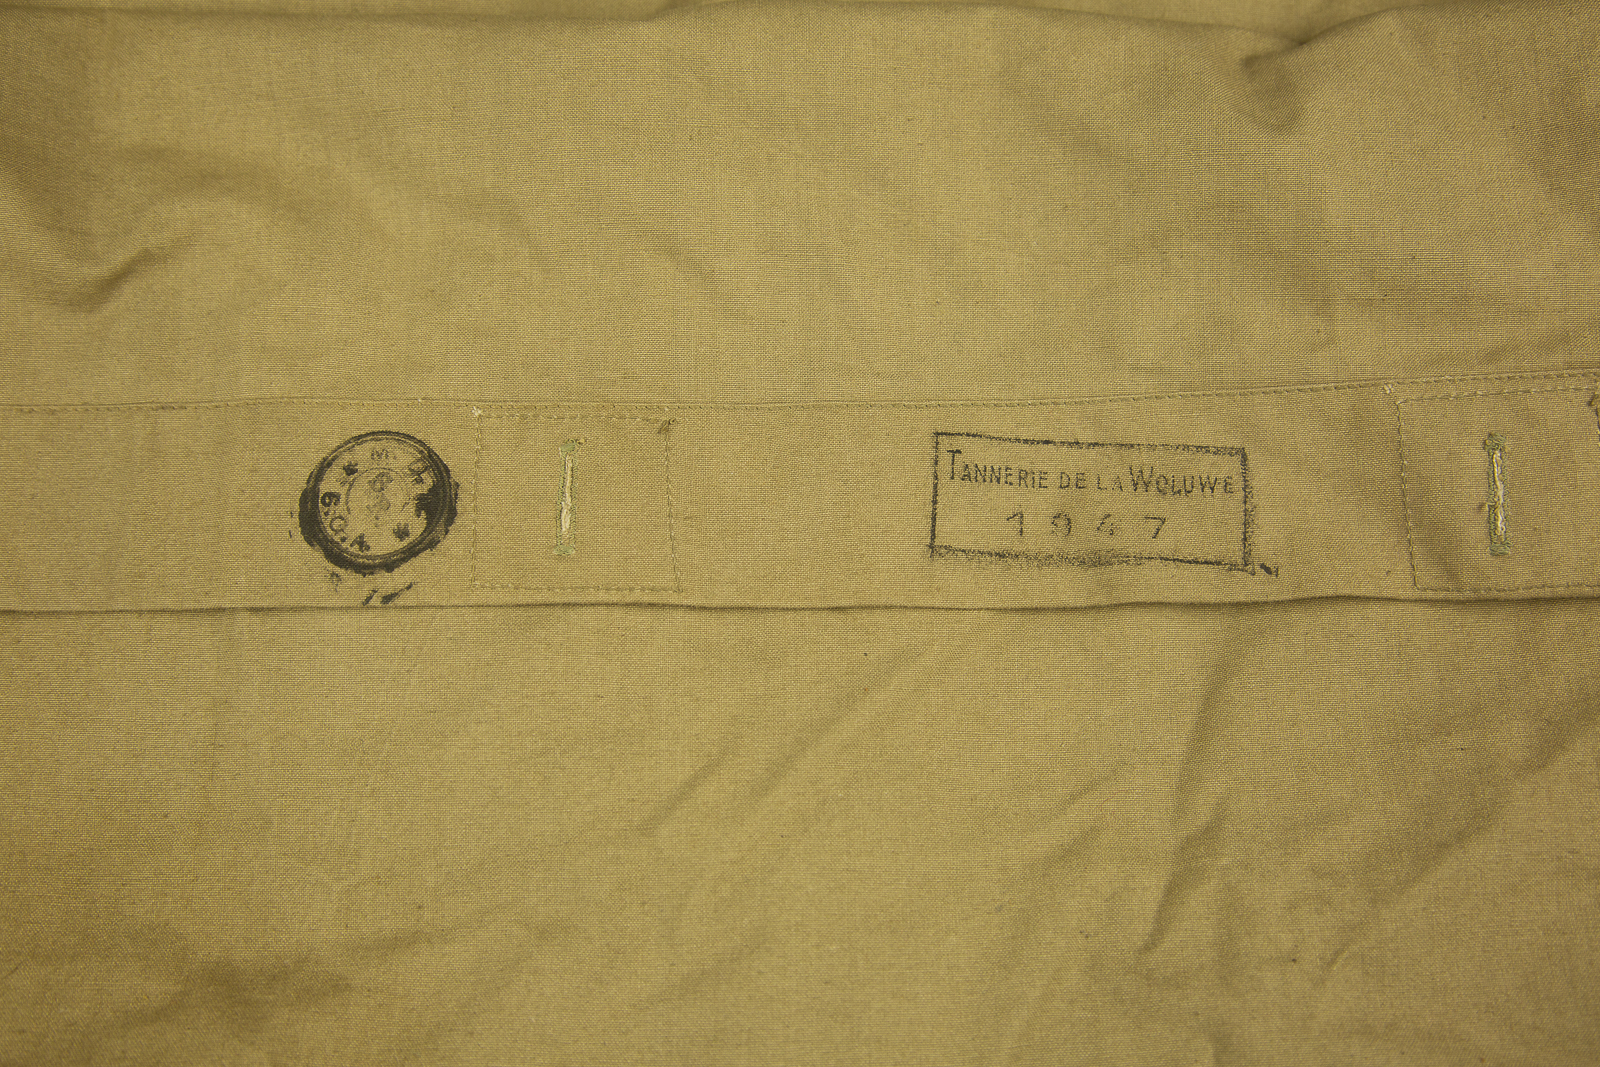 M.D.
S.G.A.
TANNERIE DE LA WOLUWE
1947